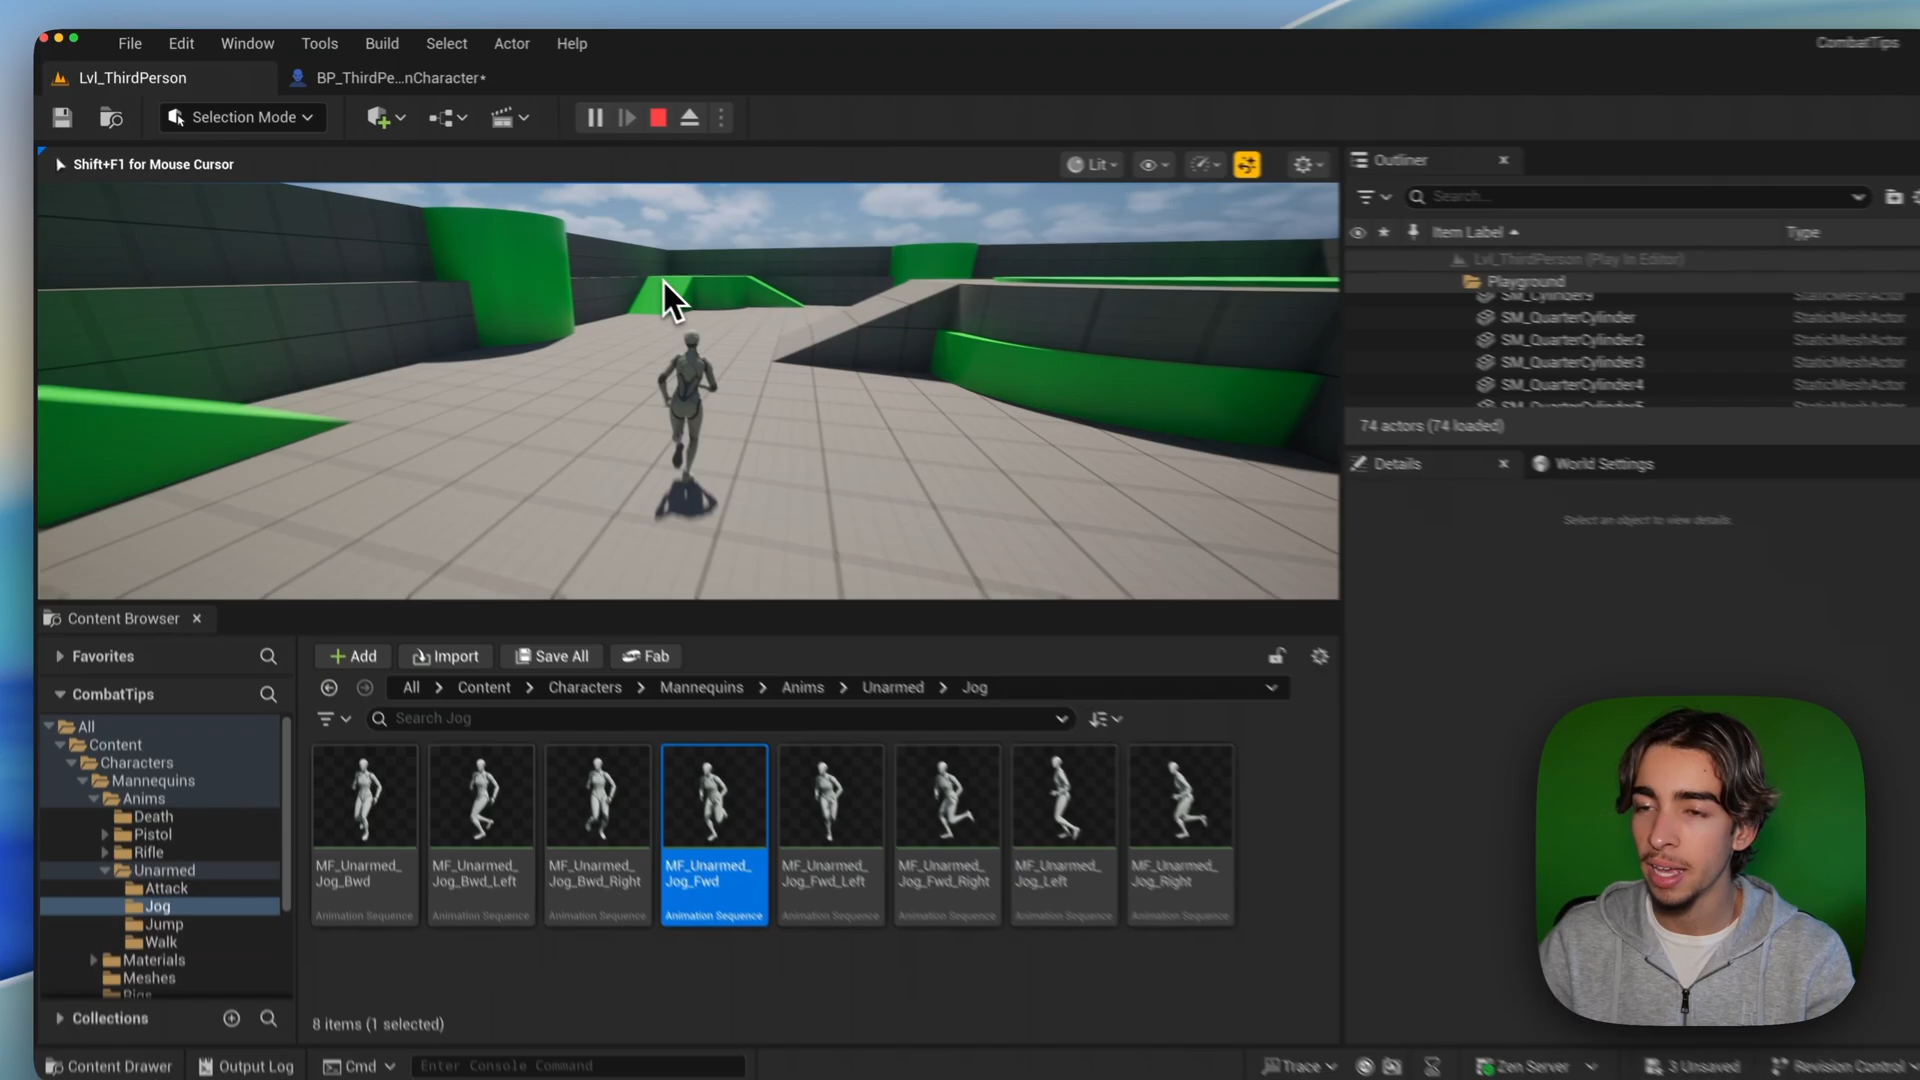 File Edit Window Tools Build Select Actor Help
CombatTips
Lvl_ThirdPerson
BP_ThirdPe...nCharacter*
Selection Mode
Shift+F1 for Mouse Cursor
Lit
Outliner
Search...
Item Label
Type
Lvl_ThirdPerson (Play In Editor)
Playground
SM_Cylinder9 StaticMeshActor
SM_QuarterCylinder StaticMeshActor
SM_QuarterCylinder2 StaticMeshActor
SM_QuarterCylinder3 StaticMeshActor
SM_QuarterCylinder4 StaticMeshActor
SM_QuarterCylinder5 StaticMeshActor
74 actors (74 loaded)
Details
World Settings
Select an object to view details.
Content Browser
Favorites
Add Import Save All Fab
CombatTips
All > Content > Characters > Mannequins > Anims > Unarmed > Jog
Search Jog
All
Content
Characters
Mannequins
Anims
Death
Pistol
Rifle
Unarmed
Attack
Jog
Jump
Walk
Materials
Meshes
Rigs
Collections
MF_Unarmed_
Jog_Bwd
Animation Sequence
MF_Unarmed_
Jog_Bwd_Left
Animation Sequence
MF_Unarmed_
Jog_Bwd_Right
Animation Sequence
MF_Unarmed_
Jog_Fwd
Animation Sequence
MF_Unarmed_
Jog_Fwd_Left
Animation Sequence
MF_Unarmed_
Jog_Fwd_Right
Animation Sequence
MF_Unarmed_
Jog_Left
Animation Sequence
MF_Unarmed_
Jog_Right
Animation Sequence
8 items (1 selected)
Content Drawer
Output Log
Cmd
Enter Console Command
Trace
Zen Server
3 Unsaved
Revision Control